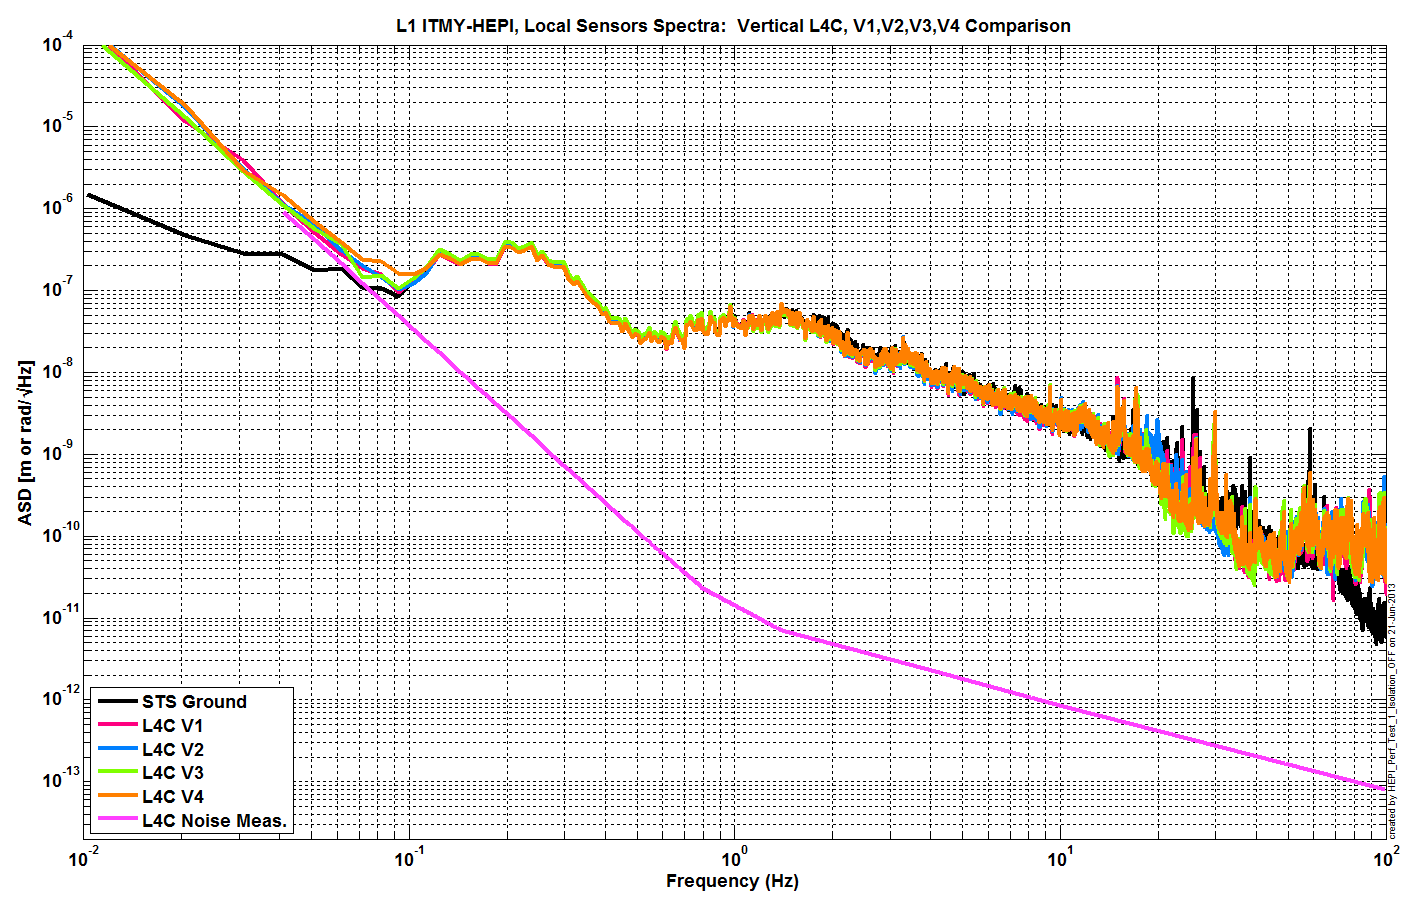 L1 ITMY-HEPI, Local Sensors Spectra: Vertical L4C, V1,V2,V3,V4 Comparison
10^-4
10^-5
10^-6
10^-7
10^-8
10^-9
10^-10
10^-11
10^-12
10^-13
ASD [m or rad/√Hz]
STS Ground
L4C V1
L4C V2
L4C V3
L4C V4
L4C Noise Meas.
10^-2 10^-1 10^0 10^1 10^2
Frequency (Hz)
created by HEPI_Perf_Test_1_Isolation_OFF on 21-Jun-2013